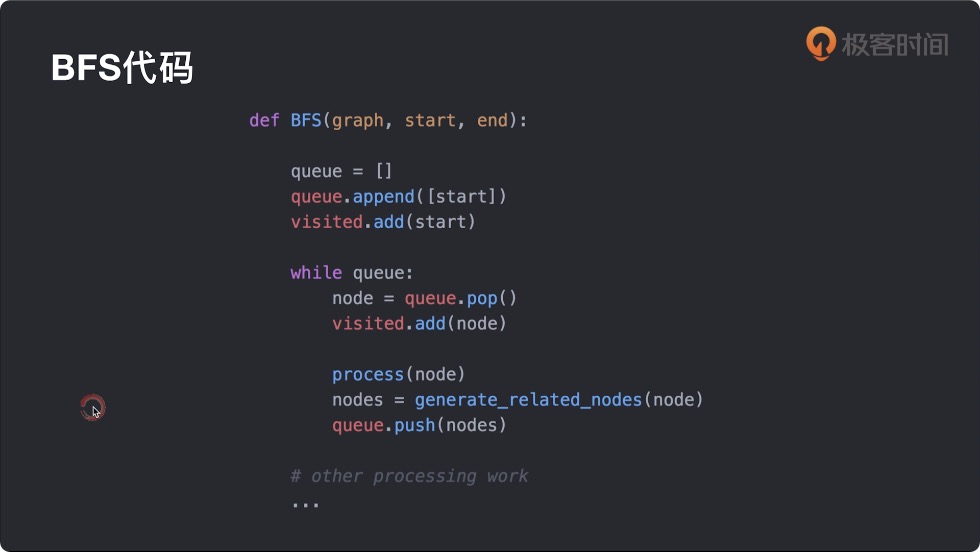 极客时间
BFS代码
def BFS(graph, start, end):
queue = []
queue.append([start])
visited.add(start)
while queue:
node = queue.pop()
visited.add(node)
process(node)
nodes = generate_related_nodes(node)
queue.push(nodes)
# other processing work
...